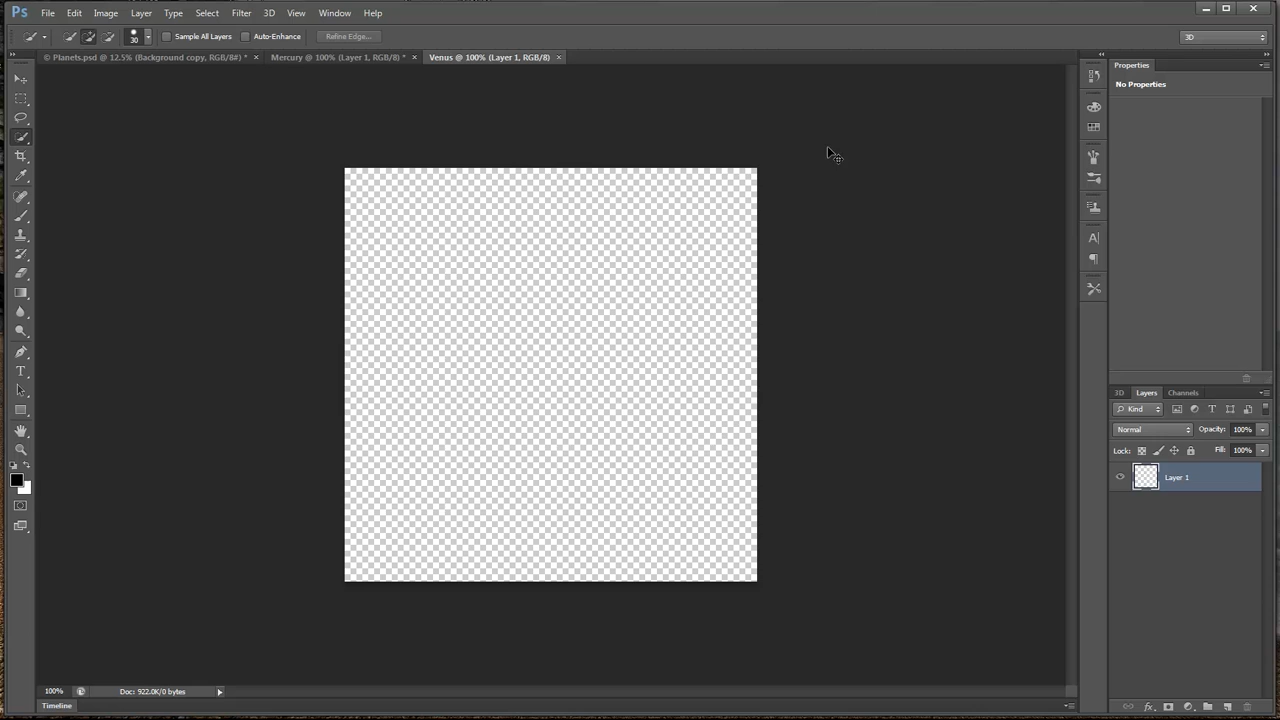 Ps File Edit Image Layer Type Select Filter 3D View Window Help
30 Sample All Layers Auto-Enhance Refine Edge... 3D
© Planets.psd @ 12.5% (Background copy, RGB/8#) * × Mercury @ 100% (Layer 1, RGB/8) * × Venus @ 100% (Layer 1, RGB/8) ×
Properties
No Properties
3D Layers Channels
Kind
Normal Opacity: 100%
Lock: Fill: 100%
Layer 1
100% Doc: 922.0K/0 bytes
Timeline